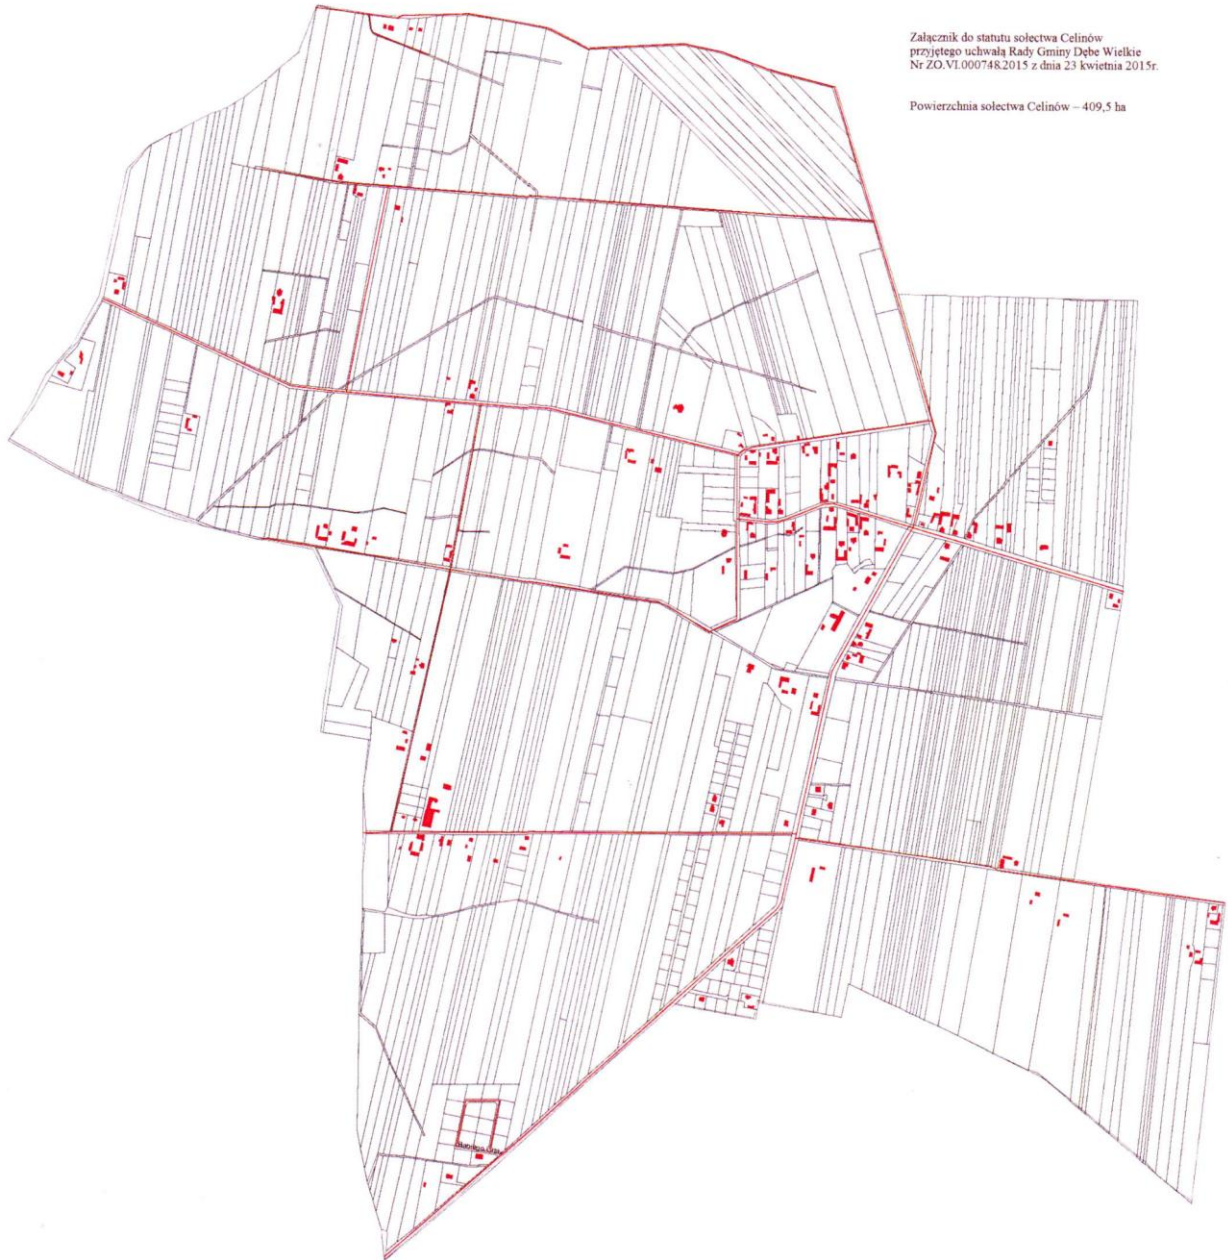 Załącznik do statutu sołectwa Celinów
przyjętego uchwałą Rady Gminy Dębe Wielkie
Nr ZO.VI.000748.2015 z dnia 23 kwietnia 2015r.
Powierzchnia sołectwa Celinów – 409,5 ha